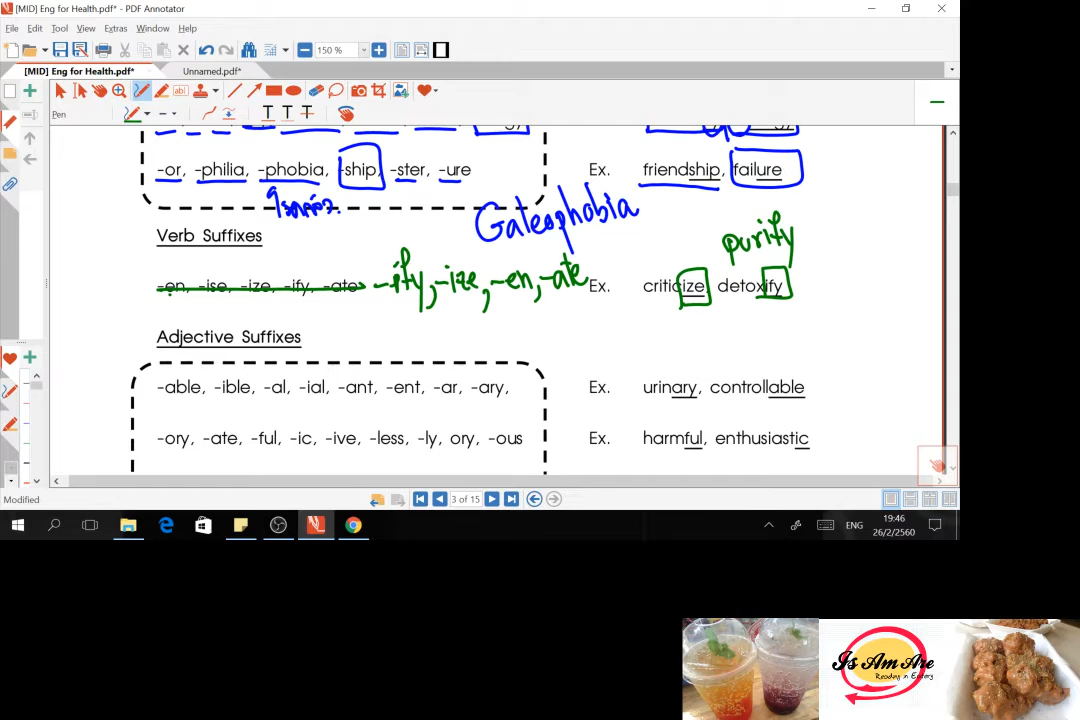 [MID] Eng for Health.pdf* - PDF Annotator
File Edit Tool View Extras Window Help
150 %
[MID] Eng for Health.pdf* Unnamed.pdf*
Pen
-or, -philia, -phobia, -ship, -ster, -ure Ex. friendship, failure
Gateophobia
purify
Verb Suffixes
-en, -ise, -ize, -ify, -ate -ify, -ize, -en, -ate Ex. criticize, detoxify
Adjective Suffixes
-able, -ible, -al, -ial, -ant, -ent, -ar, -ary, Ex. urinary, controllable
-ory, -ate, -ful, -ic, -ive, -less, -ly, ory, -ous Ex. harmful, enthusiastic
Modified 3 of 15
ENG 19:46
26/2/2560
Is Am Are
Reading n Eatery